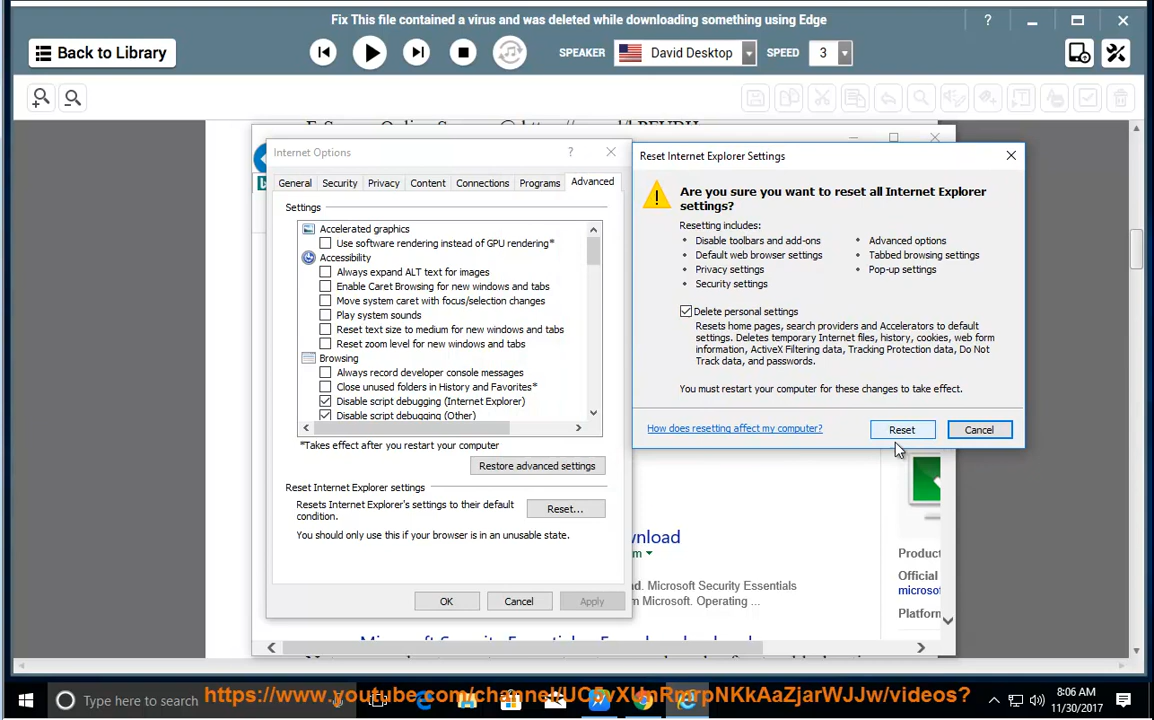 Fix This file contained a virus and was deleted while downloading something using Edge
Back to Library
SPEAKER
David Desktop
SPEED
3
Internet Options
General
Security
Privacy
Content
Connections
Programs
Advanced
Settings
Accelerated graphics
Use software rendering instead of GPU rendering*
Accessibility
Always expand ALT text for images
Enable Caret Browsing for new windows and tabs
Move system caret with focus/selection changes
Play system sounds
Reset text size to medium for new windows and tabs
Reset zoom level for new windows and tabs
Browsing
Always record developer console messages
Close unused folders in History and Favorites*
Disable script debugging (Internet Explorer)
Disable script debugging (Other)
*Takes effect after you restart your computer
Restore advanced settings
Reset Internet Explorer settings
Resets Internet Explorer's settings to their default
condition.
Reset...
You should only use this if your browser is in an unusable state.
OK
Cancel
Apply
Reset Internet Explorer Settings
Are you sure you want to reset all Internet Explorer
settings?
Resetting includes:
Disable toolbars and add-ons
Default web browser settings
Privacy settings
Security settings
Advanced options
Tabbed browsing settings
Pop-up settings
Delete personal settings
Resets home pages, search providers and Accelerators to default
settings. Deletes temporary Internet files, history, cookies, web form
information, ActiveX Filtering data, Tracking Protection data, Do Not
Track data, and passwords.
You must restart your computer for these changes to take effect.
How does resetting affect my computer?
Reset
Cancel
wnload
m
d. Microsoft Security Essentials
m Microsoft. Operating ...
Produc
Official
microsof
Platforn
Type here to search
https://www.youtube.com/channel/UC5yXUnRmrpNKkAaZjarWJJw/videos?
8:06 AM
11/30/2017